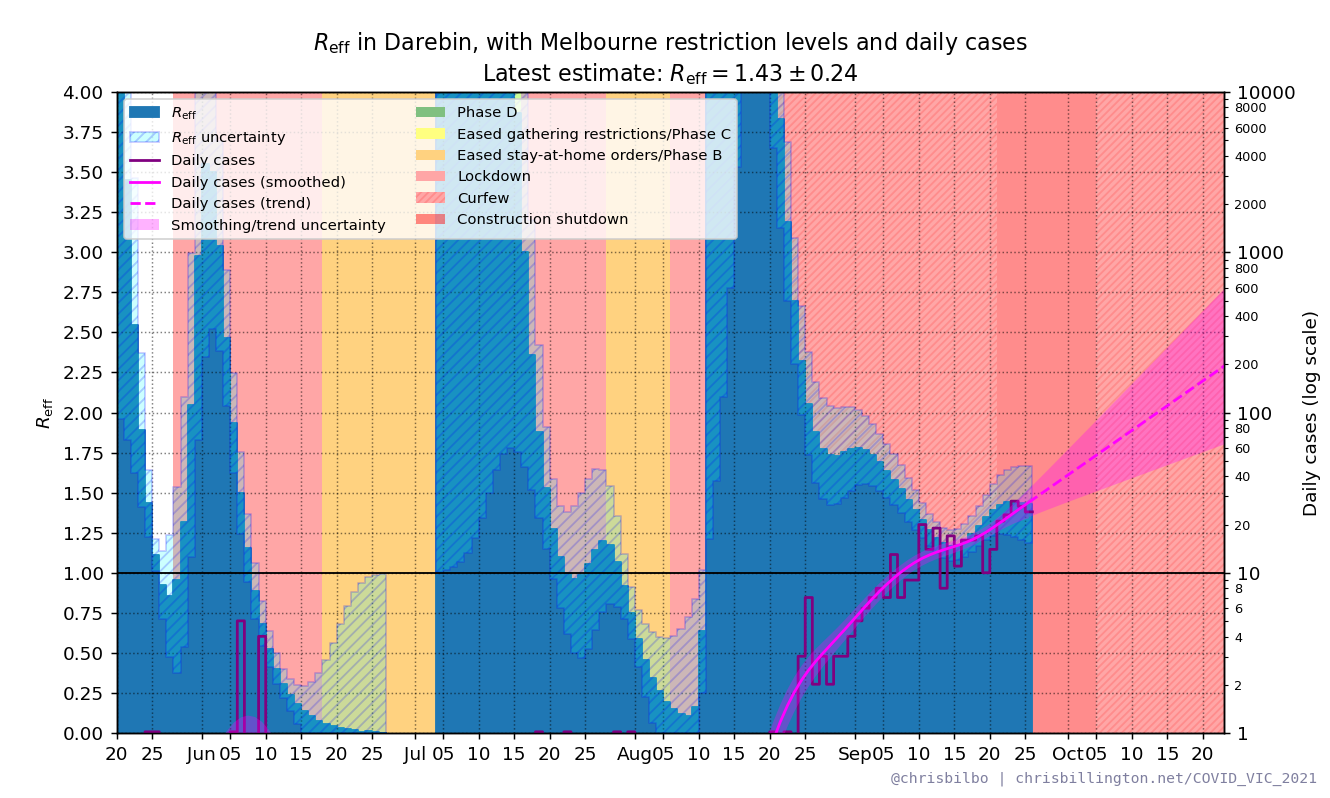 Reff in Darebin, with Melbourne restriction levels and daily cases
Latest estimate: Reff = 1.43 ± 0.24
Reff
Reff uncertainty
Daily cases
Daily cases (smoothed)
Daily cases (trend)
Smoothing/trend uncertainty
Phase D
Eased gathering restrictions/Phase C
Eased stay-at-home orders/Phase B
Lockdown
Curfew
Construction shutdown
Reff
4.00
3.75
3.50
3.25
3.00
2.75
2.50
2.25
2.00
1.75
1.50
1.25
1.00
0.75
0.50
0.25
0.00
10000
8000
6000
4000
2000
1000
800
600
400
200
100
80
60
40
20
10
8
6
4
2
1
Daily cases (log scale)
20 25 Jun 05 10 15 20 25 Jul 05 10 15 20 25 Aug 05 10 15 20 25 Sep 05 10 15 20 25 Oct 05 10 15 20
@chrisbilbo | chrisbillington.net/COVID_VIC_2021